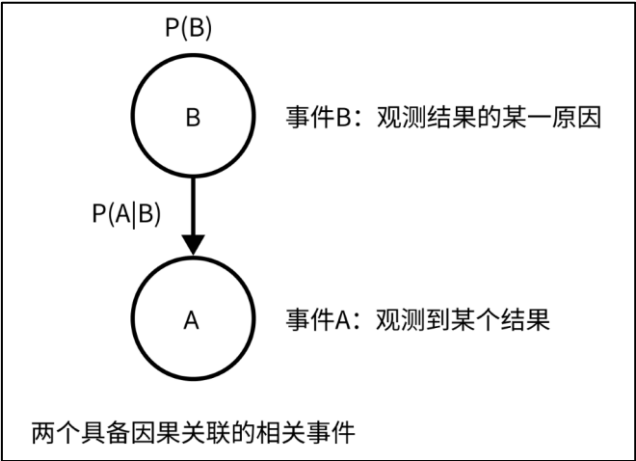 P(B)
B
事件B：观测结果的某一原因
P(A|B)
A
事件A：观测到某个结果
两个具备因果关联的相关事件